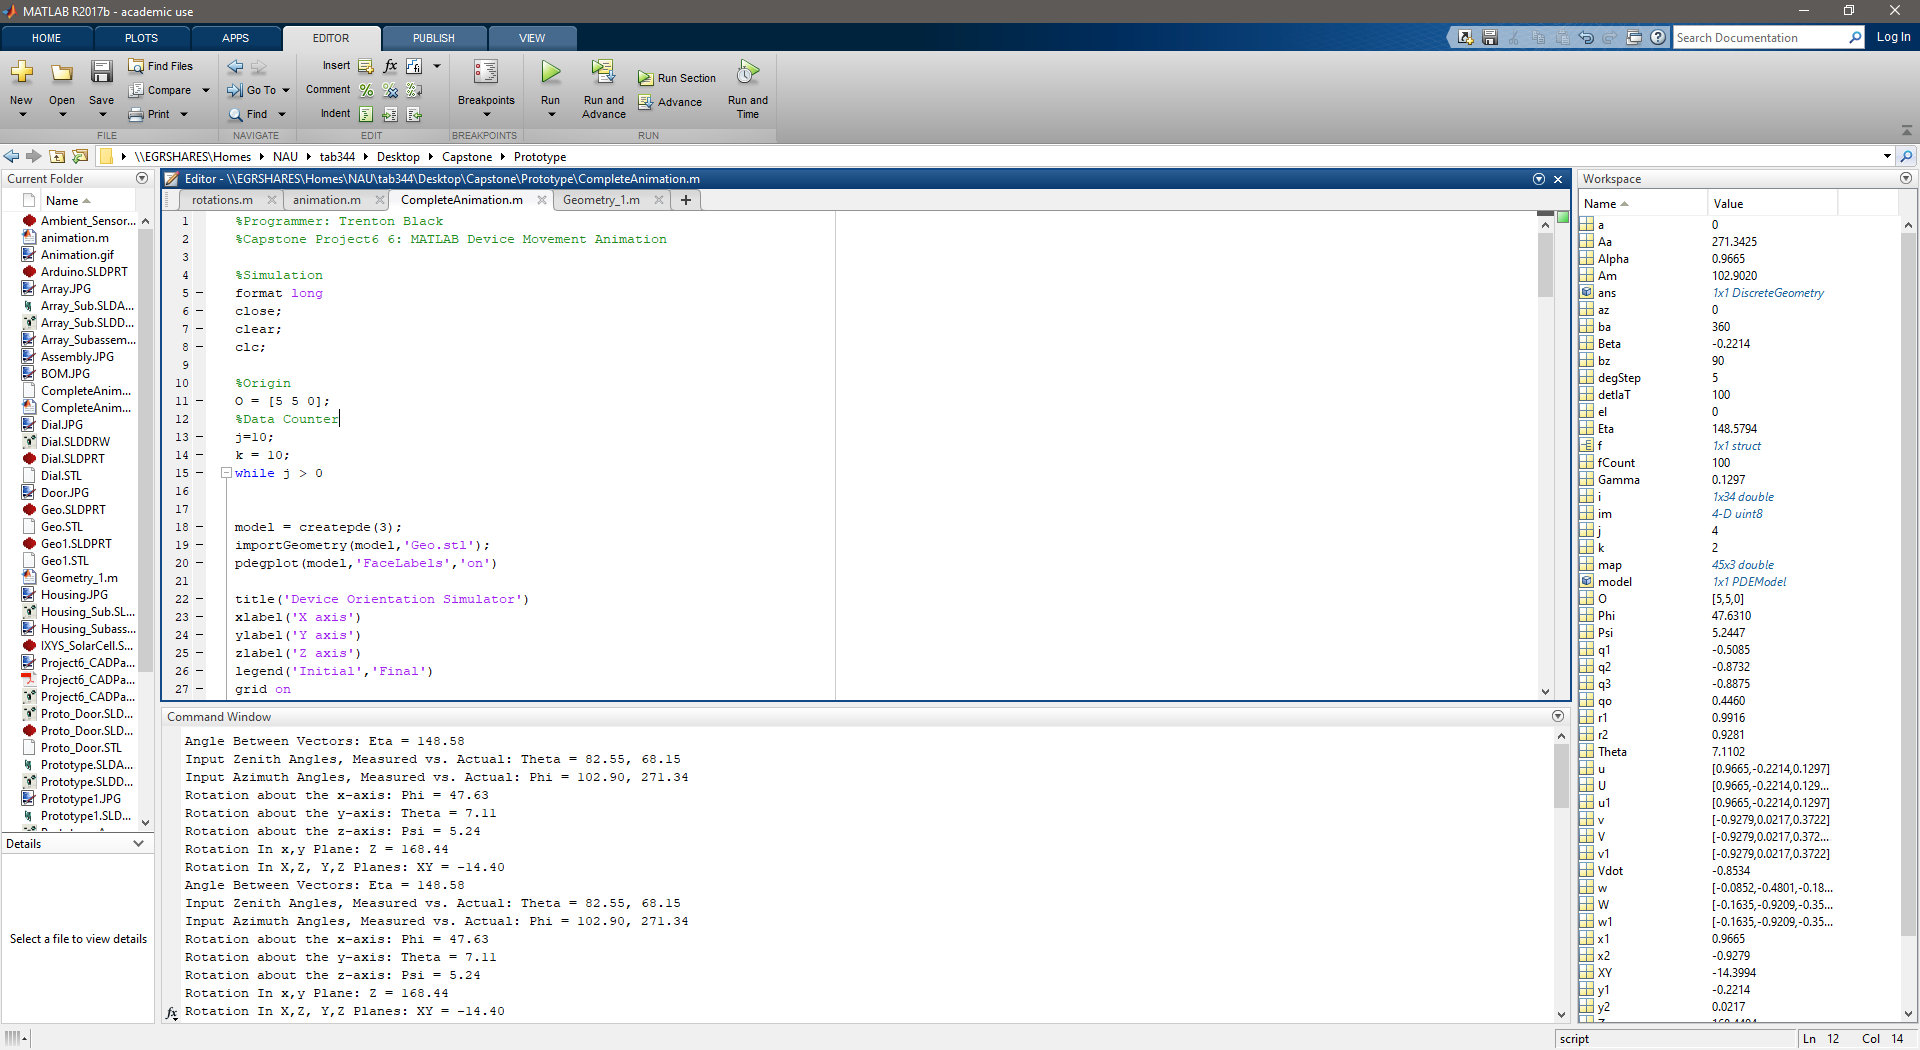 MATLAB R2017b - academic use
HOME PLOTS APPS EDITOR PUBLISH VIEW
Search Documentation
Log In
New
Open
Save
Find Files
Compare
Print
FILE
Go To
Find
NAVIGATE
Insert
Comment
Indent
EDIT
Breakpoints
BREAKPOINTS
Run
Run and Advance
Run Section
Advance
Run and Time
RUN
\\EGRSHARES\Homes NAU tab344 Desktop Capstone Prototype
Current Folder
Name
Ambient_Sensor...
animation.m
Animation.gif
Arduino.SLDPRT
Array.JPG
Array_Sub.SLDA...
Array_Sub.SLDD...
Array_Subassem...
Assembly.JPG
BOM.JPG
CompleteAnim...
CompleteAnim...
Dial.JPG
Dial.SLDDRW
Dial.SLDPRT
Dial.STL
Door.JPG
Geo.SLDPRT
Geo.STL
Geo1.SLDPRT
Geo1.STL
Geometry_1.m
Housing.JPG
Housing_Sub.SL...
Housing_Subass...
IXYS_SolarCell.S...
Project6_CADPa...
Project6_CADPa...
Project6_CADPa...
Proto_Door.SLD...
Proto_Door.SLD...
Proto_Door.STL
Prototype.SLDA...
Prototype.SLDD...
Prototype1.JPG
Prototype1.SLD...
Details
Select a file to view details
Editor - \\EGRSHARES\Homes\NAU\tab344\Desktop\Capstone\Prototype\CompleteAnimation.m
rotations.m animation.m CompleteAnimation.m Geometry_1.m
1 %Programmer: Trenton Black
2 %Capstone Project6 6: MATLAB Device Movement Animation
3
4 %Simulation
5 format long
6 close;
7 clear;
8 clc;
9
10 %Origin
11 O = [5 5 0];
12 %Data Counter
13 j=10;
14 k = 10;
15 while j > 0
16
17
18 model = createpde(3);
19 importGeometry(model,'Geo.stl');
20 pdegplot(model,'FaceLabels','on')
21
22 title('Device Orientation Simulator')
23 xlabel('X axis')
24 ylabel('Y axis')
25 zlabel('Z axis')
26 legend('Initial','Final')
27 grid on
Command Window
Angle Between Vectors: Eta = 148.58
Input Zenith Angles, Measured vs. Actual: Theta = 82.55, 68.15
Input Azimuth Angles, Measured vs. Actual: Phi = 102.90, 271.34
Rotation about the x-axis: Phi = 47.63
Rotation about the y-axis: Theta = 7.11
Rotation about the z-axis: Psi = 5.24
Rotation In x,y Plane: Z = 168.44
Rotation In X,Z, Y,Z Planes: XY = -14.40
Angle Between Vectors: Eta = 148.58
Input Zenith Angles, Measured vs. Actual: Theta = 82.55, 68.15
Input Azimuth Angles, Measured vs. Actual: Phi = 102.90, 271.34
Rotation about the x-axis: Phi = 47.63
Rotation about the y-axis: Theta = 7.11
Rotation about the z-axis: Psi = 5.24
Rotation In x,y Plane: Z = 168.44
Rotation In X,Z, Y,Z Planes: XY = -14.40
fx
Workspace
Name Value
a 0
Aa 271.3425
Alpha 0.9665
Am 102.9020
ans 1x1 DiscreteGeometry
az 0
ba 360
Beta -0.2214
bz 90
degStep 5
detlaT 100
el 0
Eta 148.5794
f 1x1 struct
fCount 100
Gamma 0.1297
i 1x34 double
im 4-D uint8
j 4
k 2
map 45x3 double
model 1x1 PDEModel
O [5,5,0]
Phi 47.6310
Psi 5.2447
q1 -0.5085
q2 -0.8732
q3 -0.8875
qo 0.4460
r1 0.9916
r2 0.9281
Theta 7.1102
u [0.9665,-0.2214,0.1297]
U [0.9665,-0.2214,0.129...
u1 [0.9665,-0.2214,0.1297]
v [-0.9279,0.0217,0.3722]
V [-0.9279,0.0217,0.372...
v1 [-0.9279,0.0217,0.3722]
Vdot -0.8534
w [-0.0852,-0.4801,-0.18...
W [-0.1635,-0.9209,-0.35...
w1 [-0.1635,-0.9209,-0.35...
x1 0.9665
x2 -0.9279
XY -14.3994
y1 -0.2214
y2 0.0217
script Ln 12 Col 14